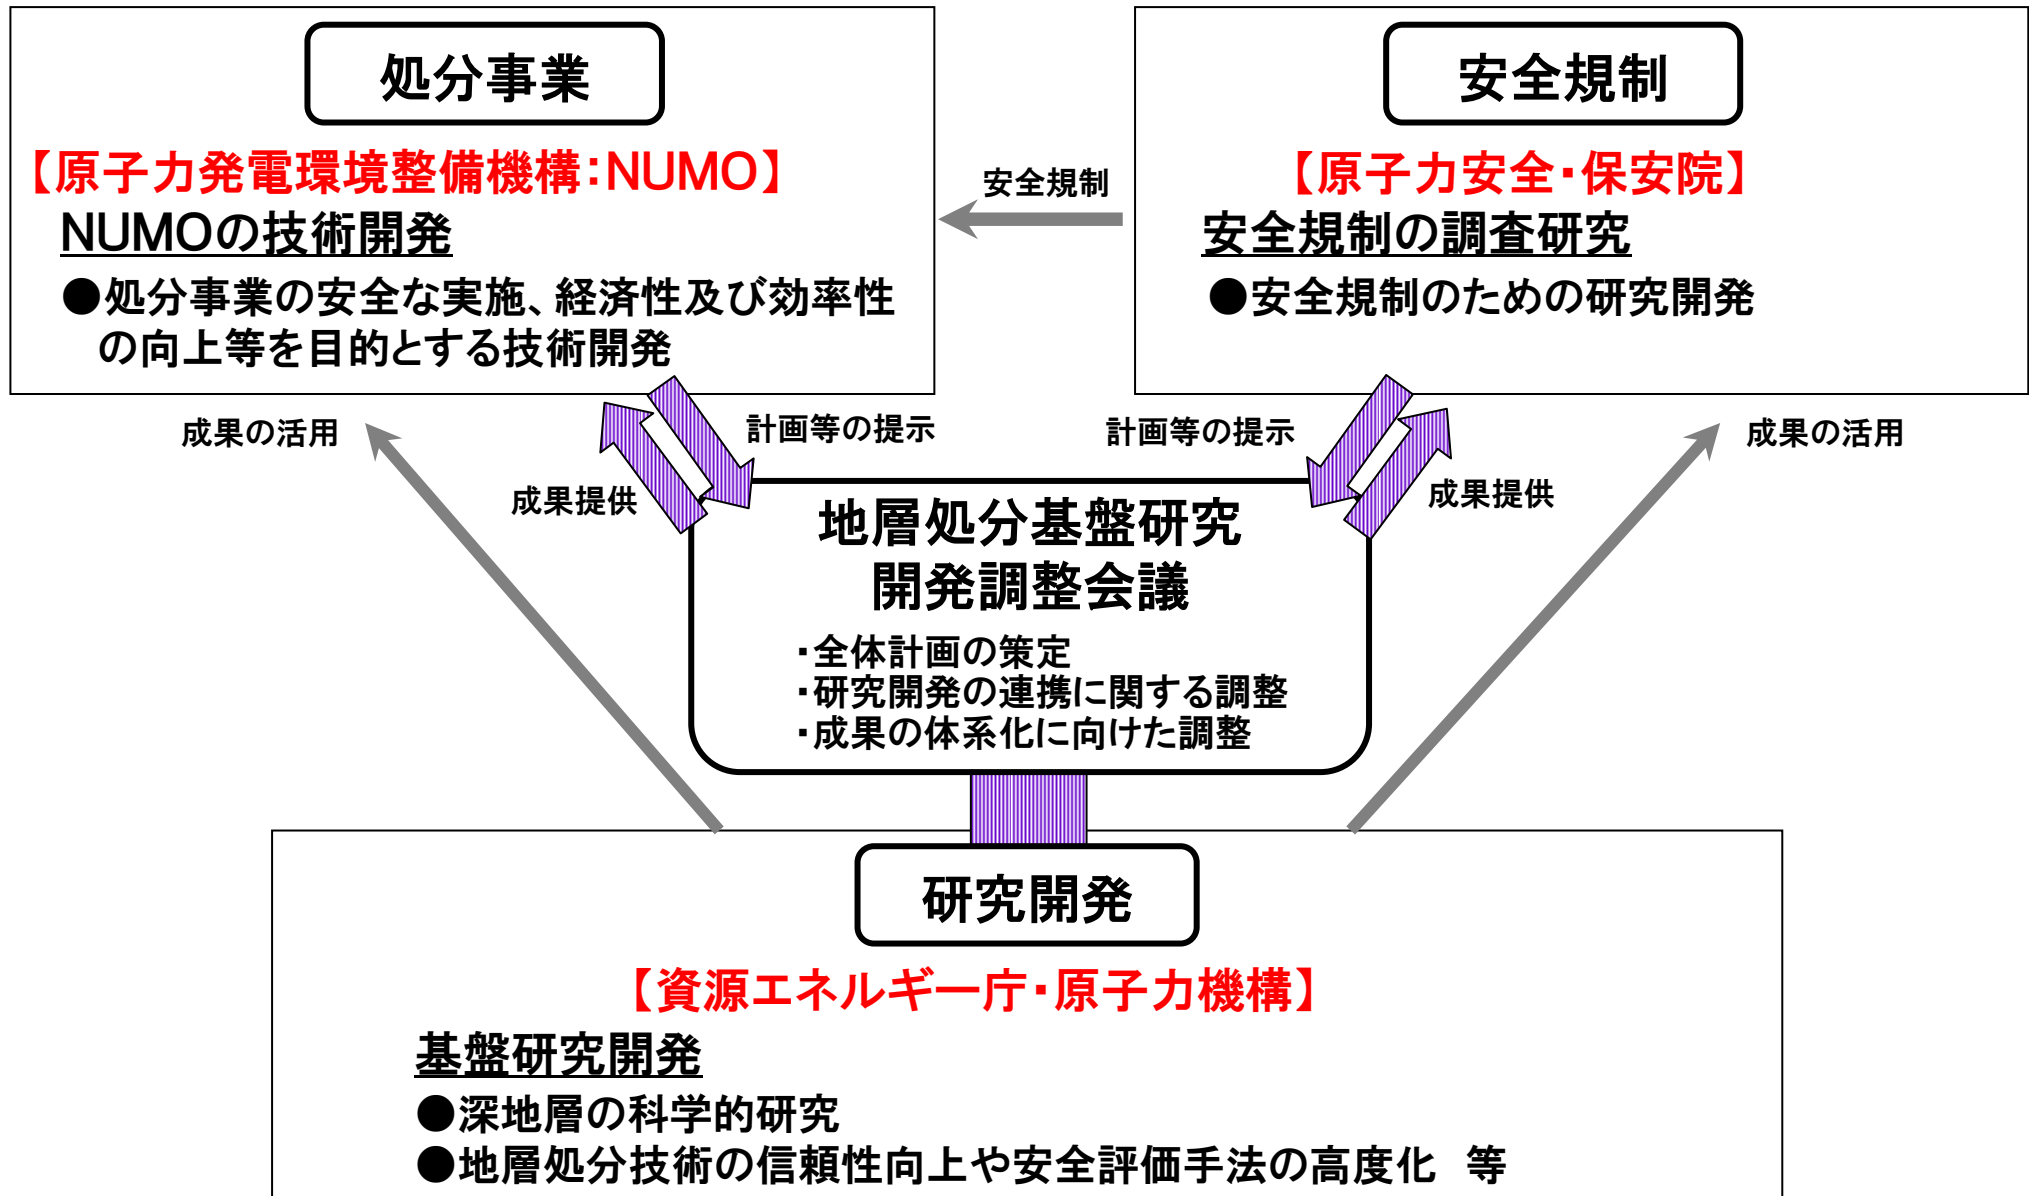 処分事業
【原子力発電環境整備機構：NUMO】
NUMOの技術開発
●処分事業の安全な実施、経済性及び効率性
の向上等を目的とする技術開発
安全規制
安全規制
【原子力安全・保安院】
安全規制の調査研究
●安全規制のための研究開発
成果の活用
計画等の提示
計画等の提示
成果の活用
成果提供
成果提供
地層処分基盤研究
開発調整会議
・全体計画の策定
・研究開発の連携に関する調整
・成果の体系化に向けた調整
研究開発
【資源エネルギー庁・原子力機構】
基盤研究開発
●深地層の科学的研究
●地層処分技術の信頼性向上や安全評価手法の高度化　等